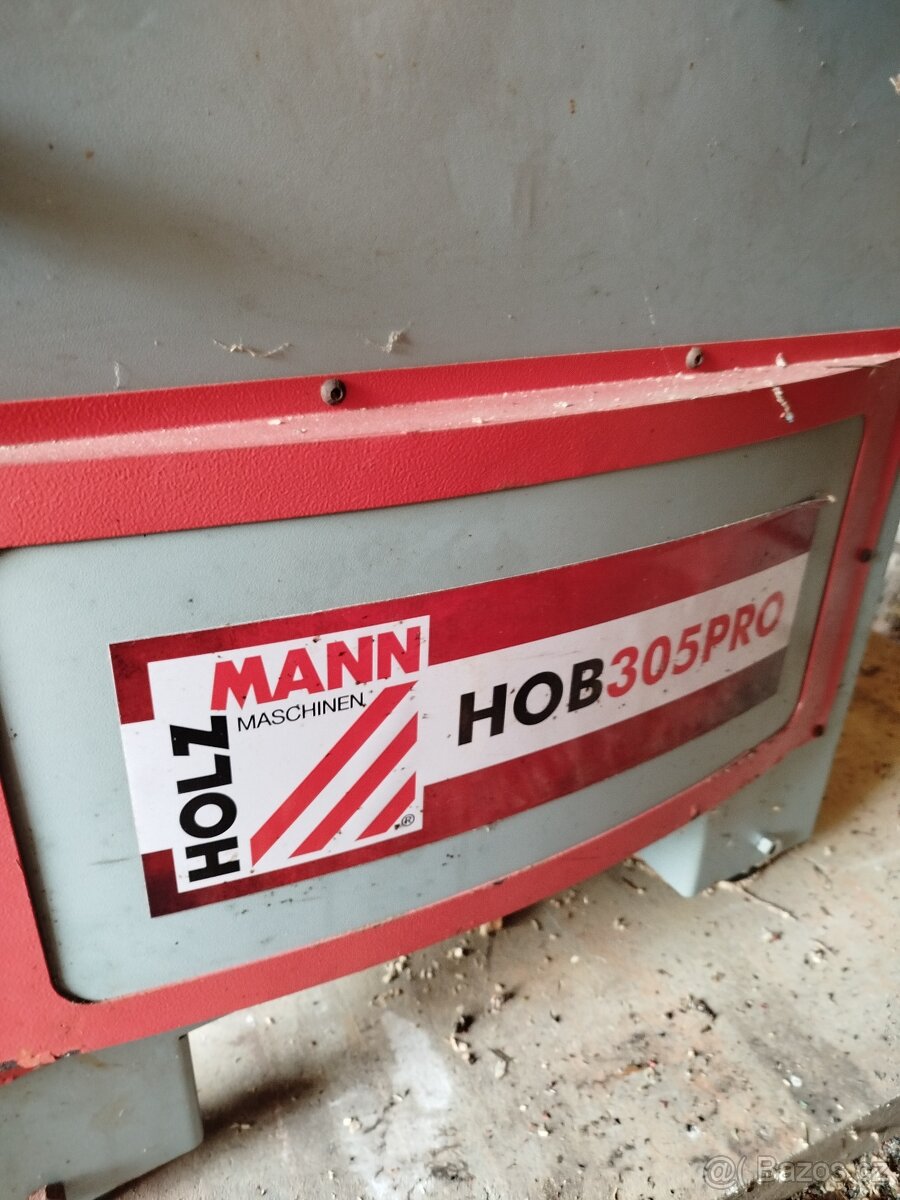 HOLZ
MANN
MASCHINEN
®
HOB305PRO
@( Bazos.cz